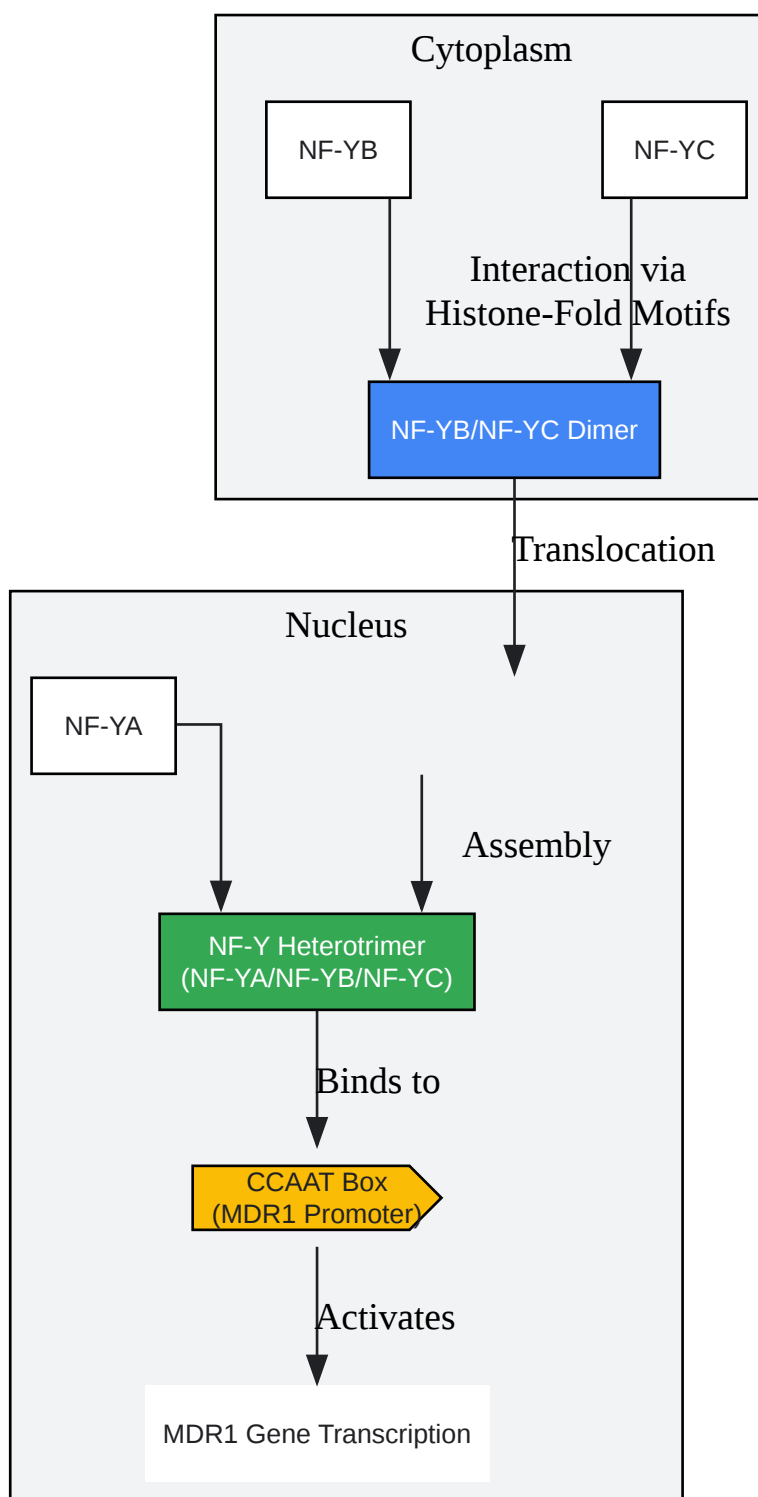 Cytoplasm
NF-YB
NF-YC
Interaction via
Histone-Fold Motifs
NF-YB/NF-YC Dimer
Translocation
Nucleus
NF-YA
Assembly
NF-Y Heterotrimer
(NF-YA/NF-YB/NF-YC)
Binds to
CCAAT Box
(MDR1 Promoter)
Activates
MDR1 Gene Transcription